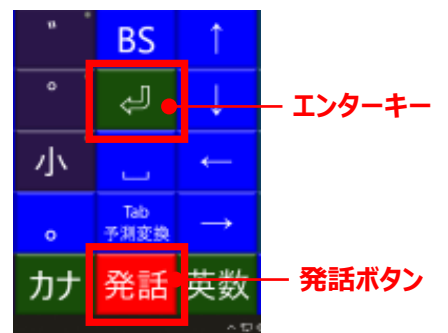 ゛ BS ↑
゜ ⏎ ↓ エンターキー
小 ␣ ←
。 Tab 予測変換 →
カナ 発話 英数 発話ボタン